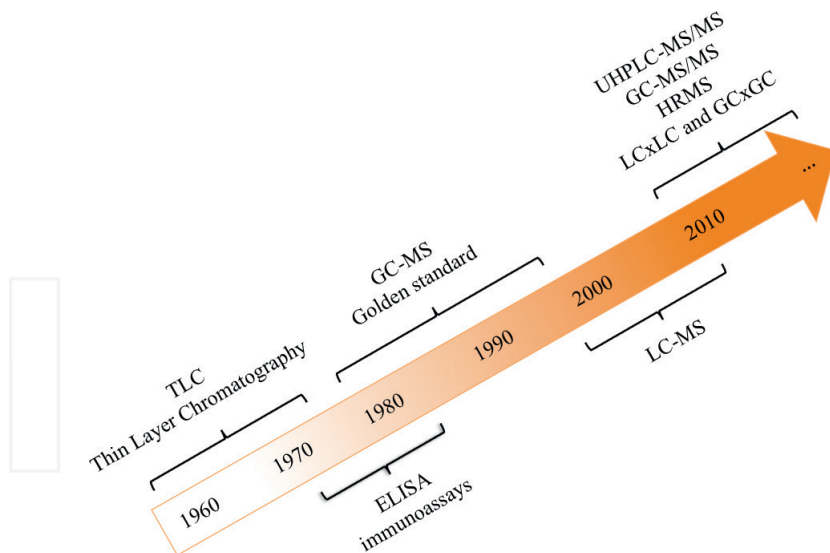 UHPLC-MS/MS
GC-MS/MS
HRMS
LCxLC and GCxGC
...
2010
GC-MS
Golden standard
2000
LC-MS
1990
TLC
Thin Layer Chromatography
1980
1970
ELISA
immunoassays
1960